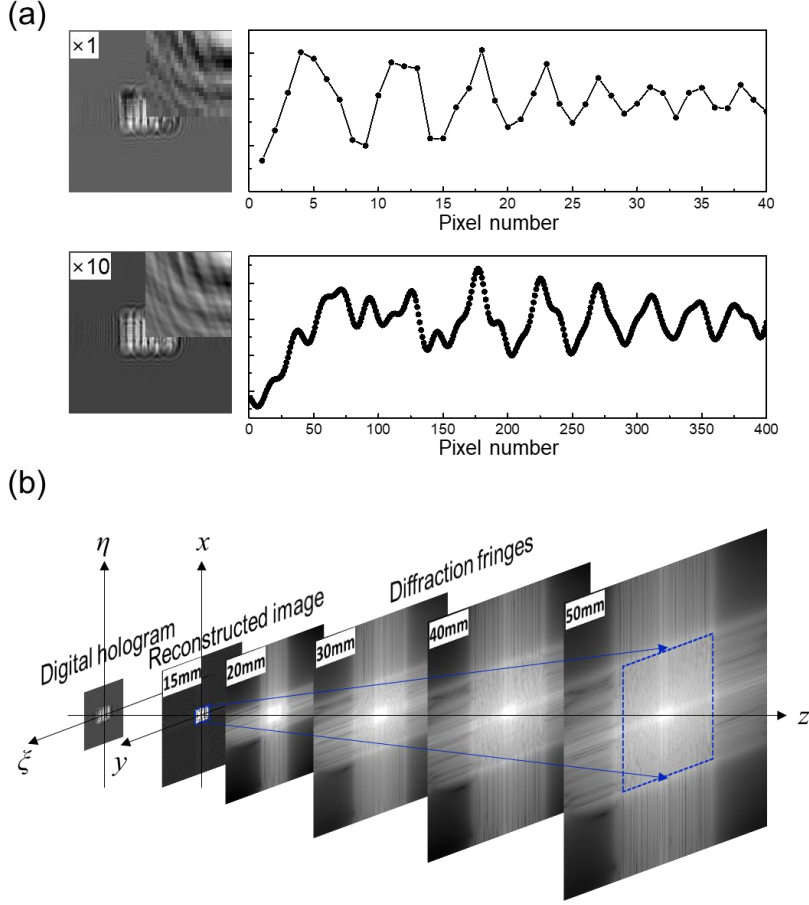 (a)
×1
0 5 10 15 20 25 30 35 40
Pixel number
×10
0 50 100 150 200 250 300 350 400
Pixel number
(b)
η
x
Diffraction fringes
Digital hologram
Reconstructed image
15mm
20mm
30mm
40mm
50mm
z
ξ
y